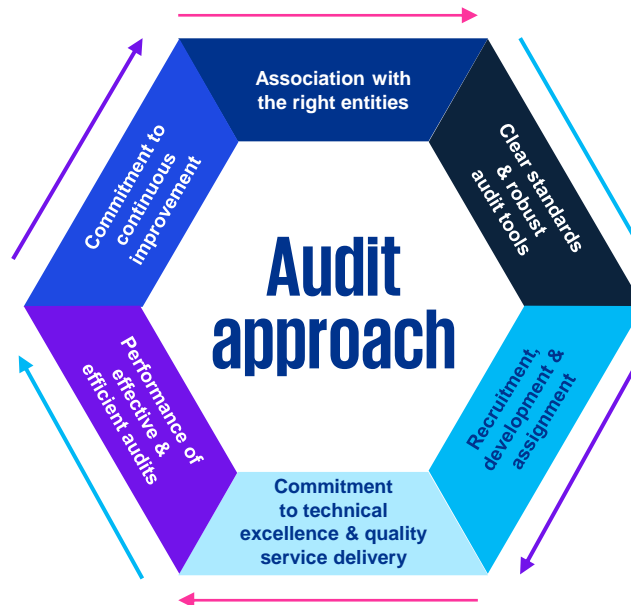 Association with
the right entities
Clear standards
& robust
audit tools
Recruitment,
development &
assignment
Commitment
to technical
excellence & quality
service delivery
Performance of
effective &
efficient audits
Commitment to
continuous
improvement
Audit
approach